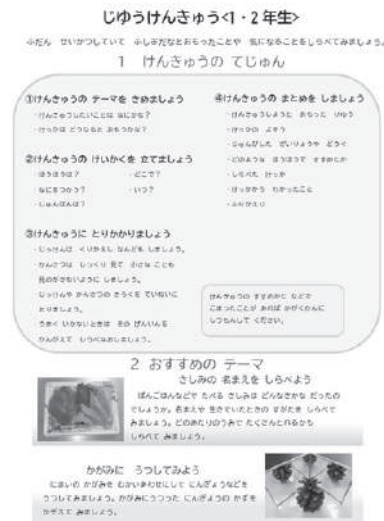 じゆうけんきゅう<1・2年生>
ふだん せいかつしていて ふしぎだなとおもったことや 気になることをしらべてみましょう。
1 けんきゅうの てじゅん
①けんきゅうの テーマを きめましょう
・けんきゅうしたいことは なにかな?
・けっかは どうなると おもうかな?
②けんきゅうの けいかくを 立てましょう
・ほうほうは? ・どこで?
・なにをつかう? ・いつ?
・じゅんばんは?
③けんきゅうに とりかかりましょう
・じっけんは くりかえし なんども しましょう。
・かんさつは じっくり 見て 小さな ことも
見のがさないように しましょう。
・じっけんや かんさつの きろくを ていねいに
とりましょう。
・うまく いかないときは その げんいんを
かんがえて しらべなおしましょう。
④けんきゅうの まとめを しましょう
・けんきゅうしようと おもった りゆう
・けっかの よそう
・じゅんびした ざいりょうや どうぐ
・どのような ほうほうで すすめたか
・しらべた けっか
・けっかから わかったこと
・ふりかえり
けんきゅうの すすめかた などで
こまったことが あれば かがくかんに
しつもんして ください。
2 おすすめの テーマ
さしみの 名まえを しらべよう
ばんごはんなどで たべる さしみは どんなさかな だったの
でしょうか。名まえや 生きていたときの すがたを しらべて
みましょう。どのあたりのうみで たくさんとれるかも
しらべて みましょう。
かがみに うつしてみよう
にまいの かがみを むかいあわせにして にんぎょうなどを
うつしてみましょう。かがみにうつった にんぎょうの かずを
かぞえて みましょう。